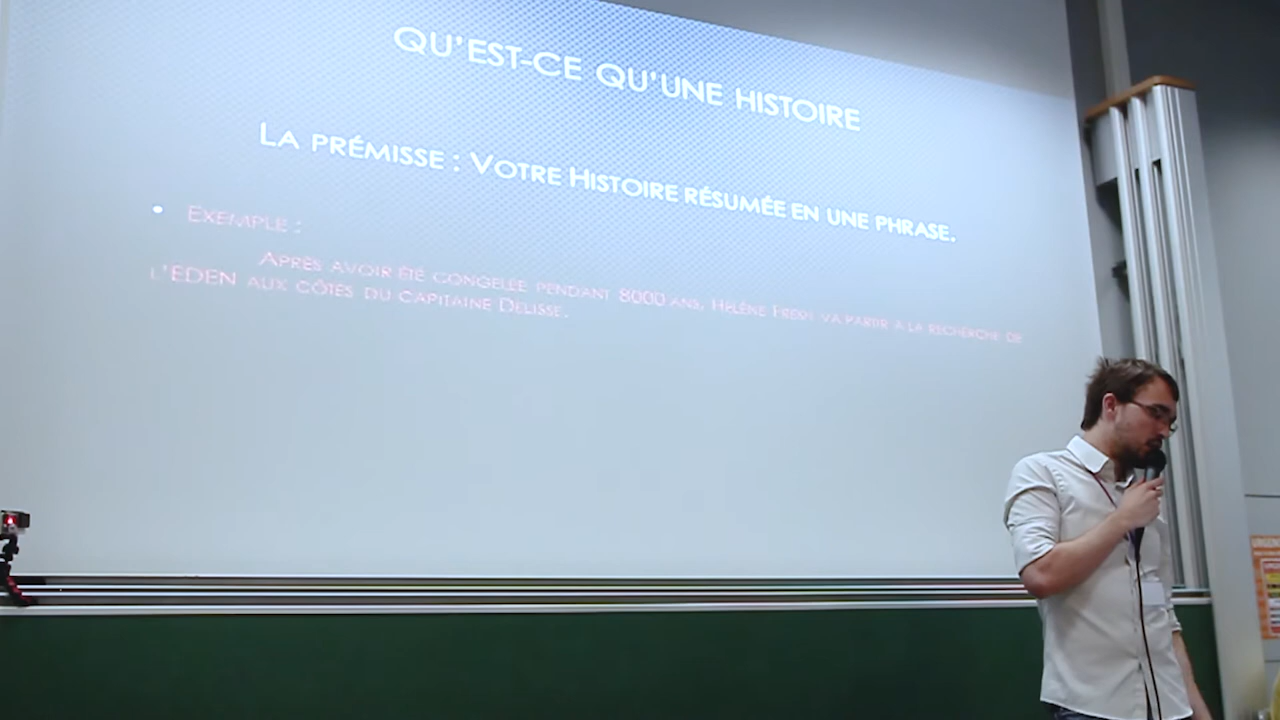 QU'EST-CE QU'UNE HISTOIRE
LA PRÉMISSE : VOTRE HISTOIRE RÉSUMÉE EN UNE PHRASE.
• EXEMPLE :
APRÈS AVOIR ÉTÉ CONGELÉE PENDANT 8000 ANS, HÉLÈNE FRESH VA PARTIR À LA RECHERCHE DE
L'EDEN AUX CÔTÉS DU CAPITAINE DELISSE.